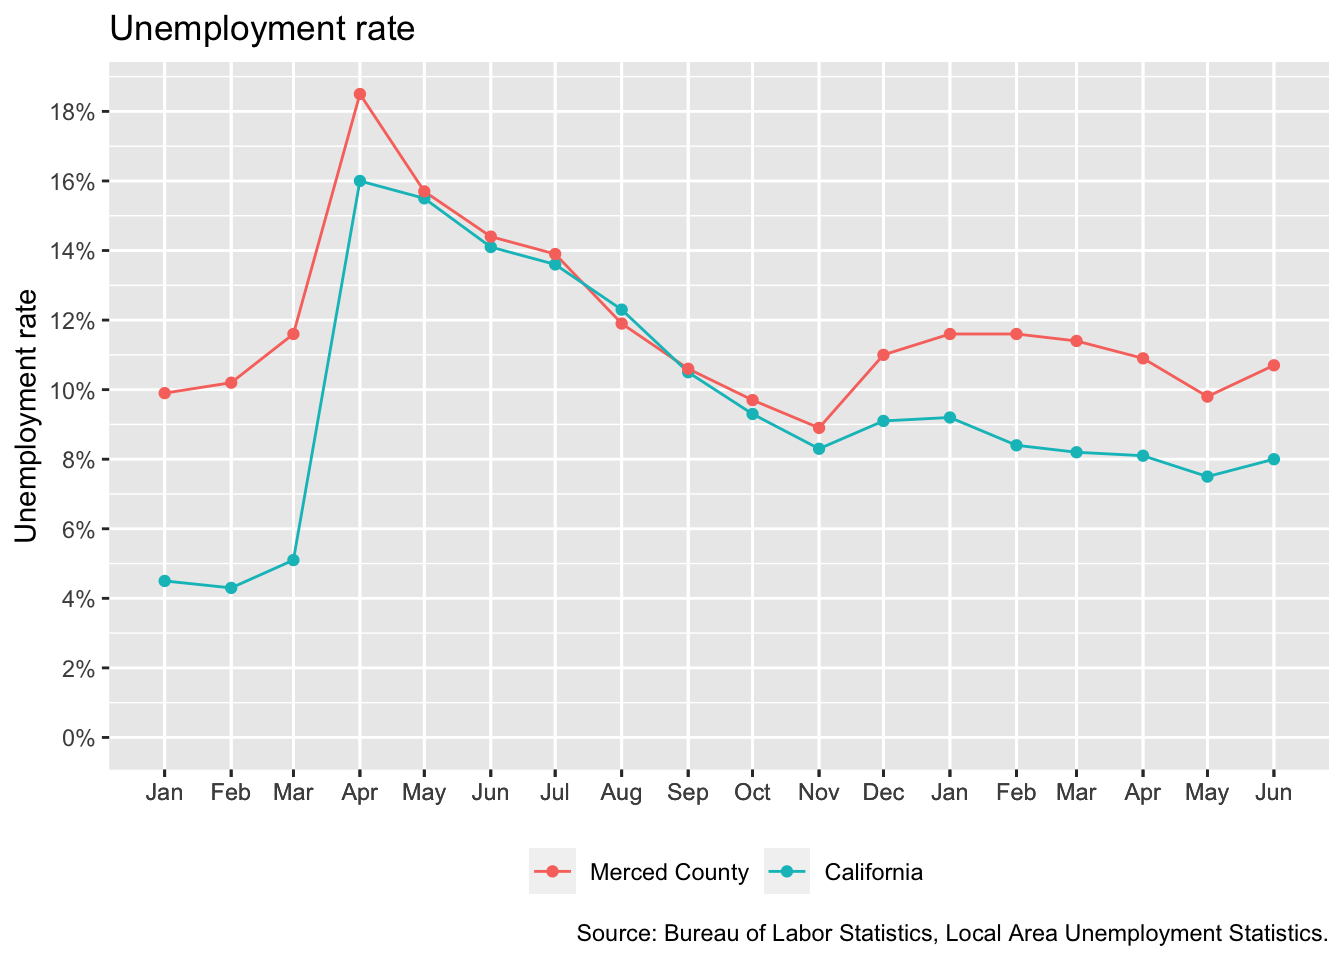 Unemployment rate
Unemployment rate
18%
16%
14%
12%
10%
8%
6%
4%
2%
0%
Jan Feb Mar Apr May Jun Jul Aug Sep Oct Nov Dec Jan Feb Mar Apr May Jun
Merced County California
Source: Bureau of Labor Statistics, Local Area Unemployment Statistics.